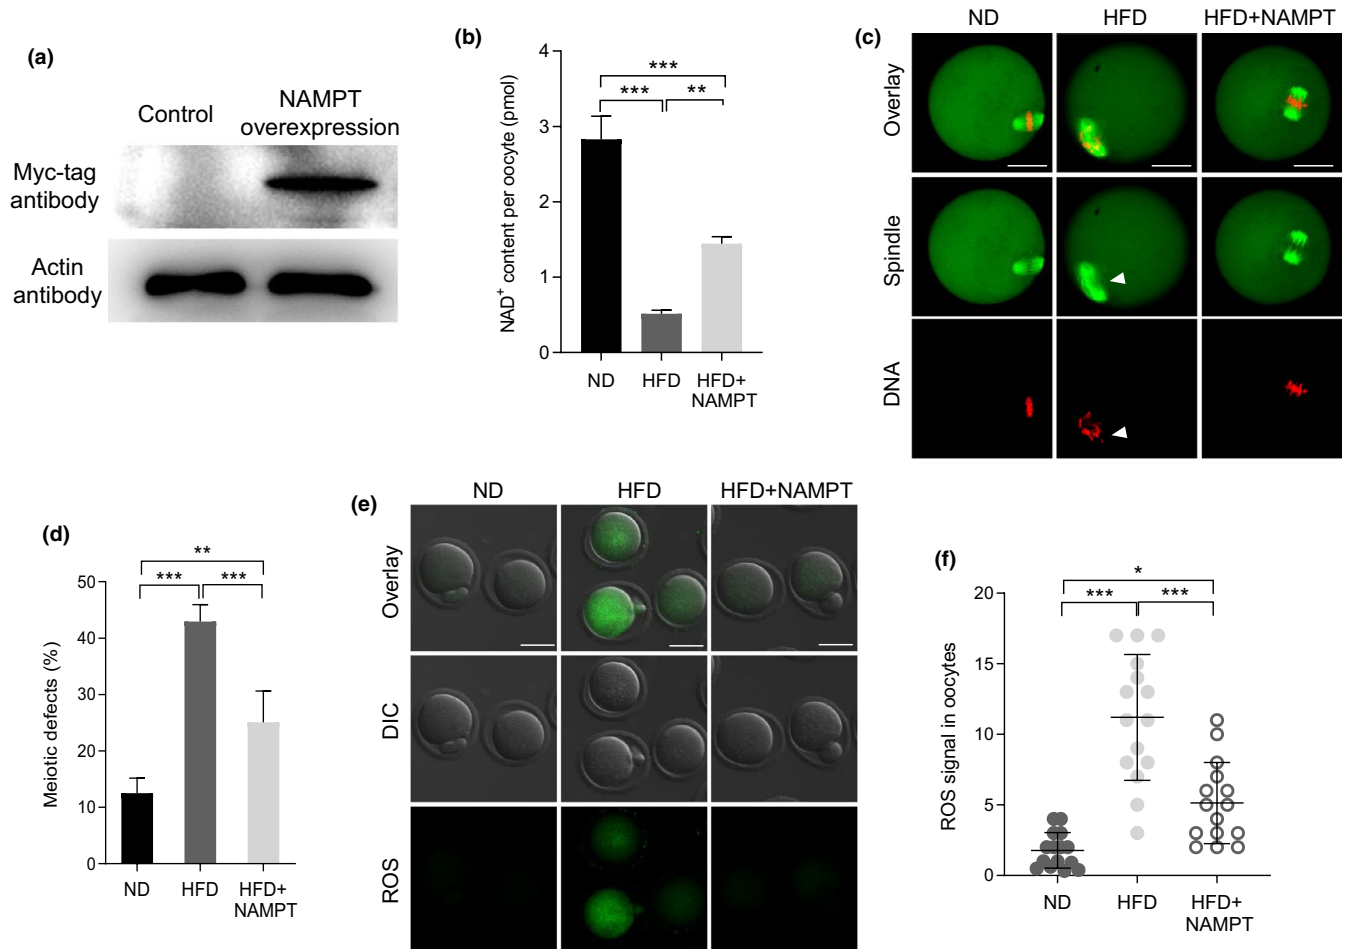 (a)
Control
NAMPT
overexpression
Myc-tag
antibody
Actin
antibody
(b)
***
***
**
NAD+ content per oocyte (pmol)
4
3
2
1
0
ND
HFD
HFD+
NAMPT
(c)
ND
HFD
HFD+NAMPT
Overlay
Spindle
DNA
(d)
**
***
***
Meiotic defects (%)
50
40
30
20
10
0
ND
HFD
HFD+
NAMPT
(e)
ND
HFD
HFD+NAMPT
Overlay
DIC
ROS
(f)
*
***
***
ROS signal in oocytes
20
15
10
5
0
ND
HFD
HFD+
NAMPT